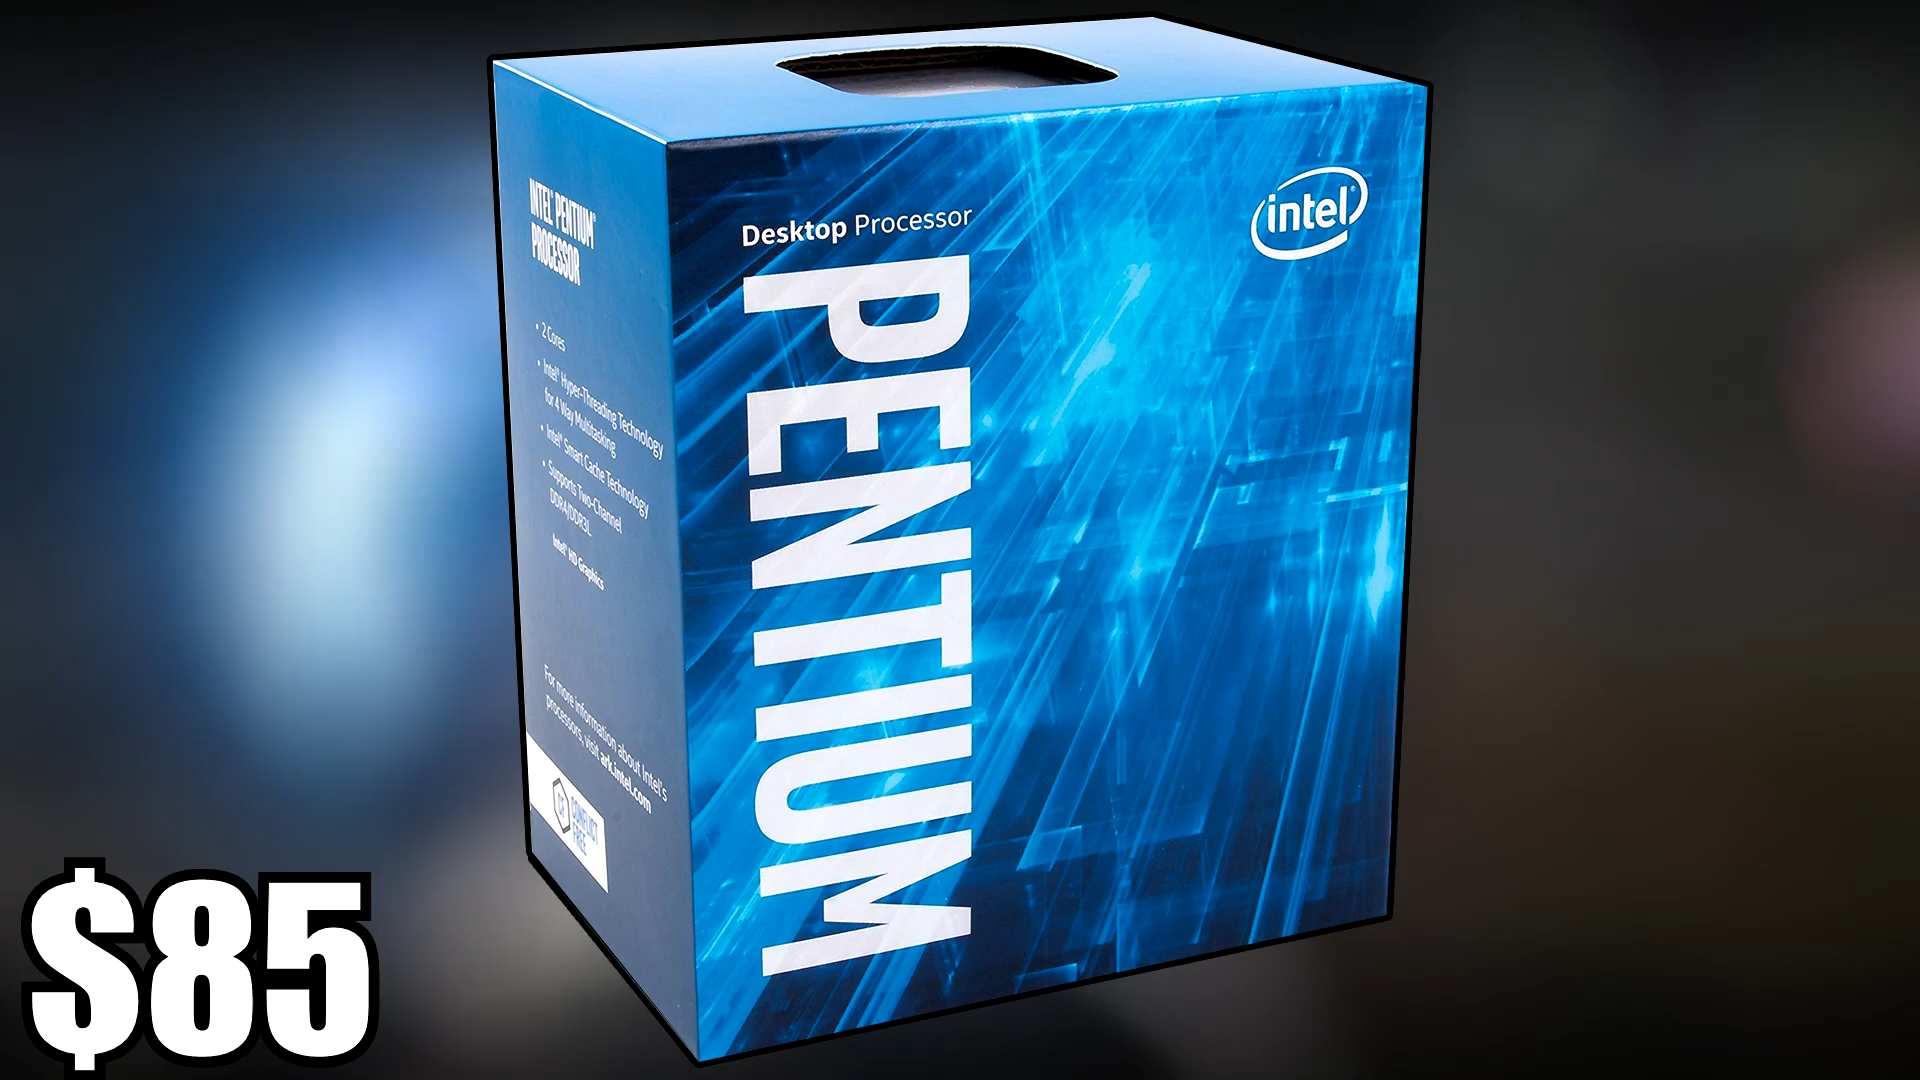 INTEL® PENTIUM®
PROCESSOR
• 2 Cores
• Intel® Hyper-Threading Technology
for 4 Way Multitasking
• Intel® Smart Cache Technology
• Supports Two-Channel
DDR4/DDR3L
Intel® HD Graphics
For more information about Intel's
processors, visit ark.intel.com
CF
CONFLICT
FREE
Desktop Processor
PENTIUM
intel®
$85